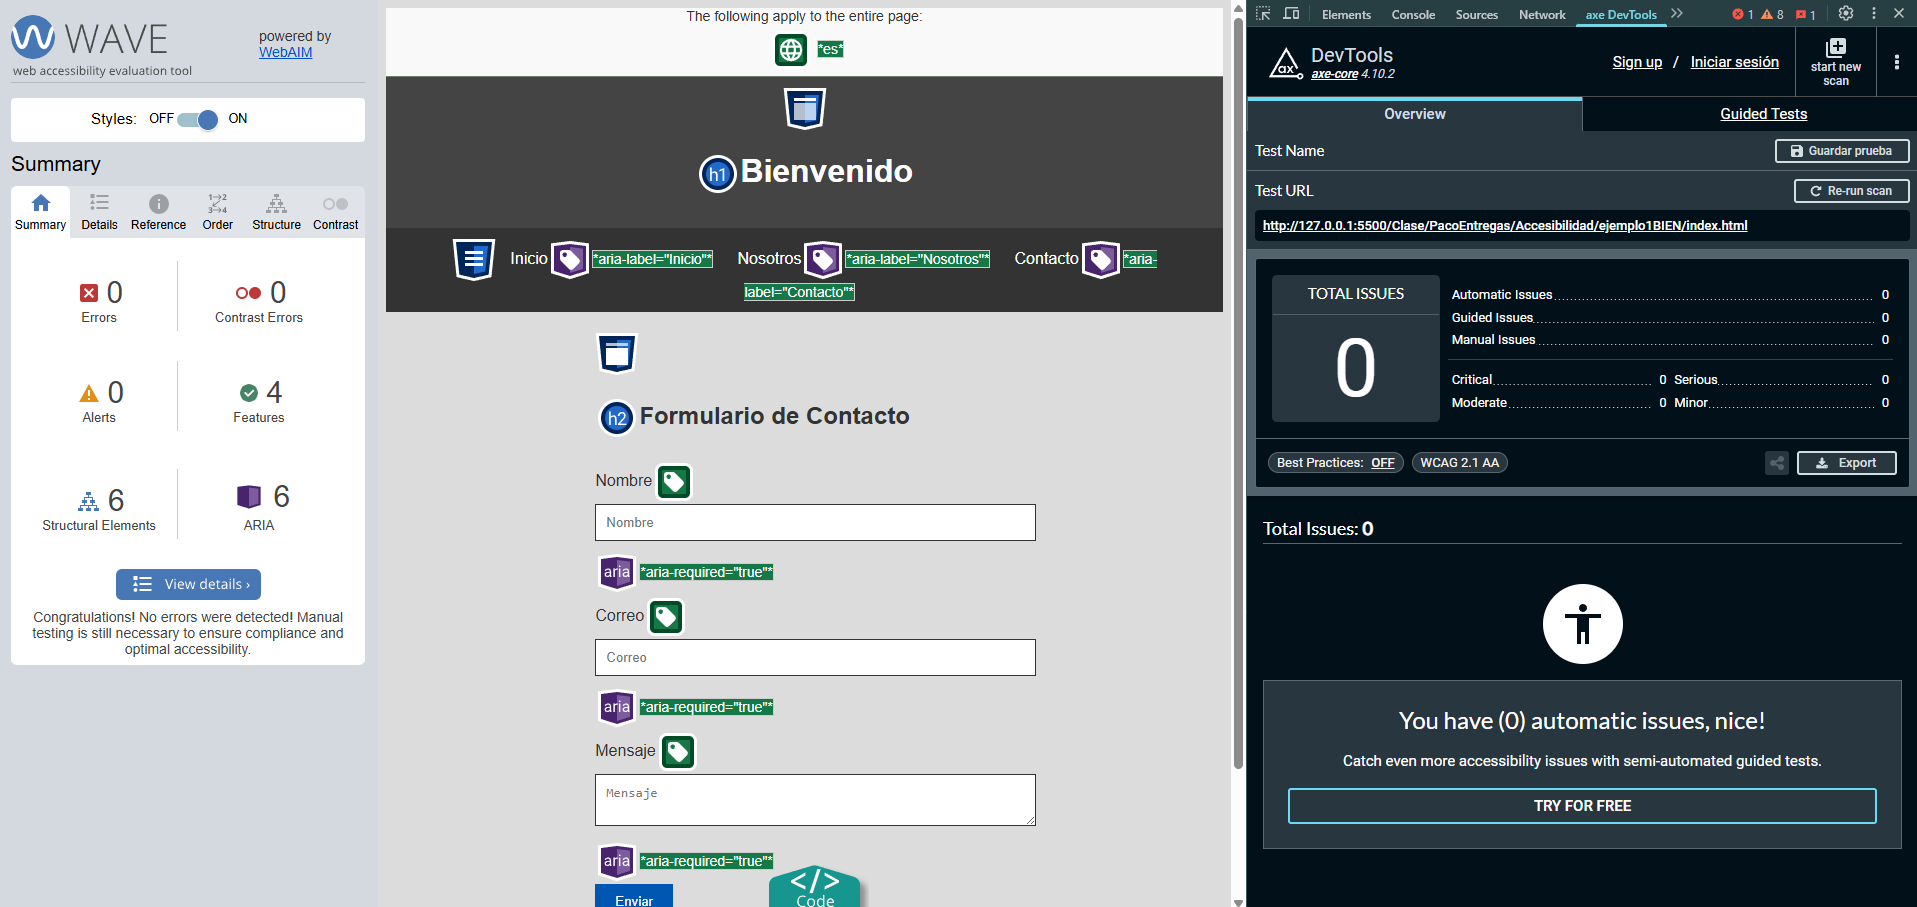 WAVE
web accessibility evaluation tool
powered by
WebAIM
Styles: OFF ON
Summary
Summary Details Reference Order Structure Contrast
0
Errors
0
Contrast Errors
0
Alerts
4
Features
6
Structural Elements
6
ARIA
View details ›
Congratulations! No errors were detected! Manual
testing is still necessary to ensure compliance and
optimal accessibility.
The following apply to the entire page:
*es*
h1 Bienvenido
Inicio *aria-label="Inicio"* Nosotros *aria-label="Nosotros"* Contacto *aria-
label="Contacto"*
h2 Formulario de Contacto
Nombre
Nombre
aria *aria-required="true"*
Correo
Correo
aria *aria-required="true"*
Mensaje
Mensaje
aria *aria-required="true"*
Enviar
</>
Code
Elements Console Sources Network axe DevTools 1 8 1
ax DevTools
axe-core 4.10.2
Sign up / Iniciar sesión
start new
scan
Overview
Guided Tests
Test Name
Guardar prueba
Test URL
Re-run scan
http://127.0.0.1:5500/Clase/PacoEntregas/Accesibilidad/ejemplo1BIEN/index.html
TOTAL ISSUES
0
Automatic Issues 0
Guided Issues 0
Manual Issues 0
Critical 0 Serious 0
Moderate 0 Minor 0
Best Practices: OFF
WCAG 2.1 AA
Export
Total Issues: 0
You have (0) automatic issues, nice!
Catch even more accessibility issues with semi-automated guided tests.
TRY FOR FREE